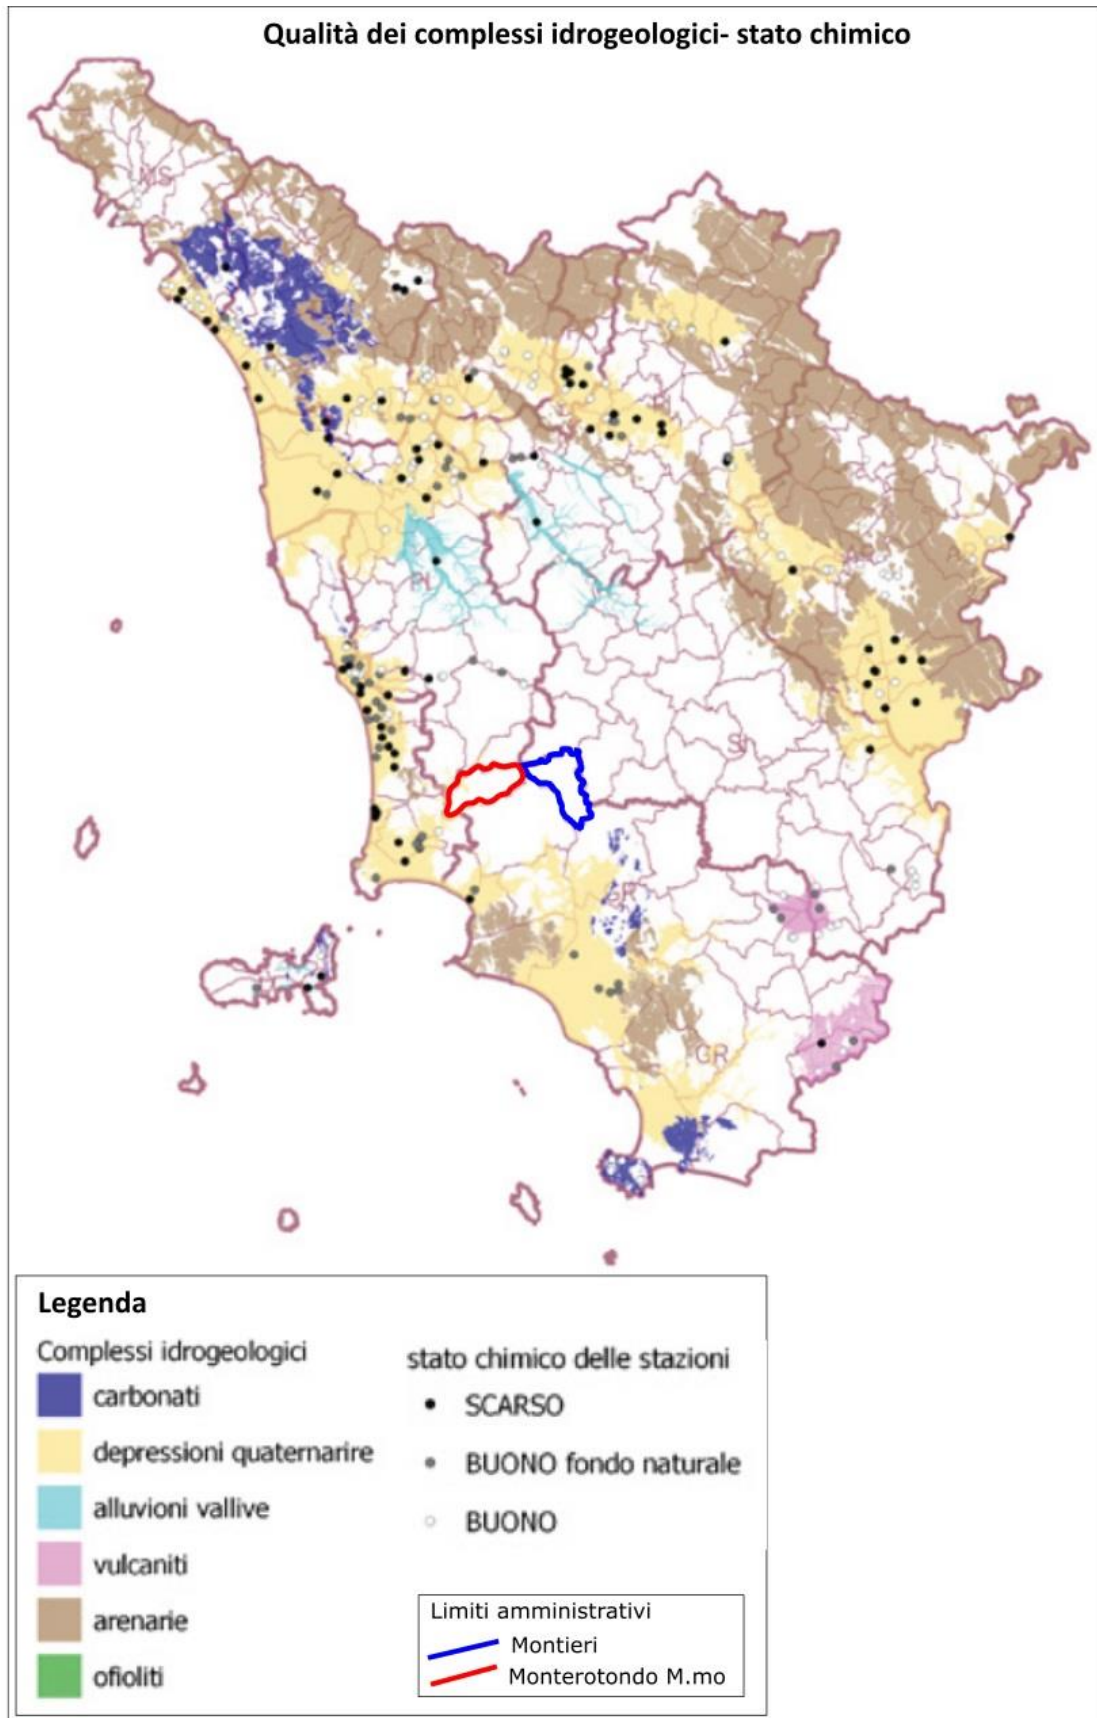 Qualità dei complessi idrogeologici- stato chimico
MS
PI
AR
SI
GR
Legenda
Complessi idrogeologici
carbonati
depressioni quaternarire
alluvioni vallive
vulcaniti
arenarie
ofioliti
stato chimico delle stazioni
SCARSO
BUONO fondo naturale
BUONO
Limiti amministrativi
Montieri
Monterotondo M.mo